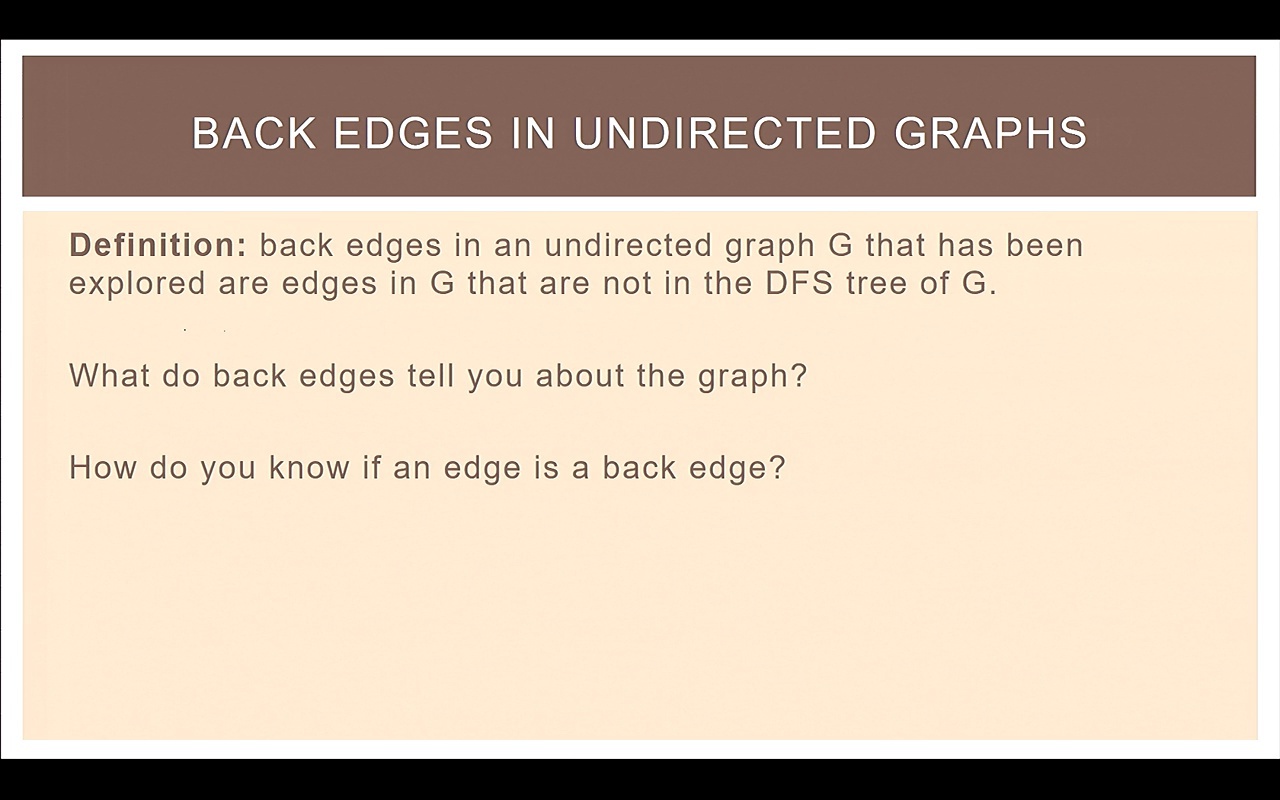 BACK EDGES IN UNDIRECTED GRAPHS
Definition: back edges in an undirected graph G that has been
explored are edges in G that are not in the DFS tree of G.
What do back edges tell you about the graph?
How do you know if an edge is a back edge?